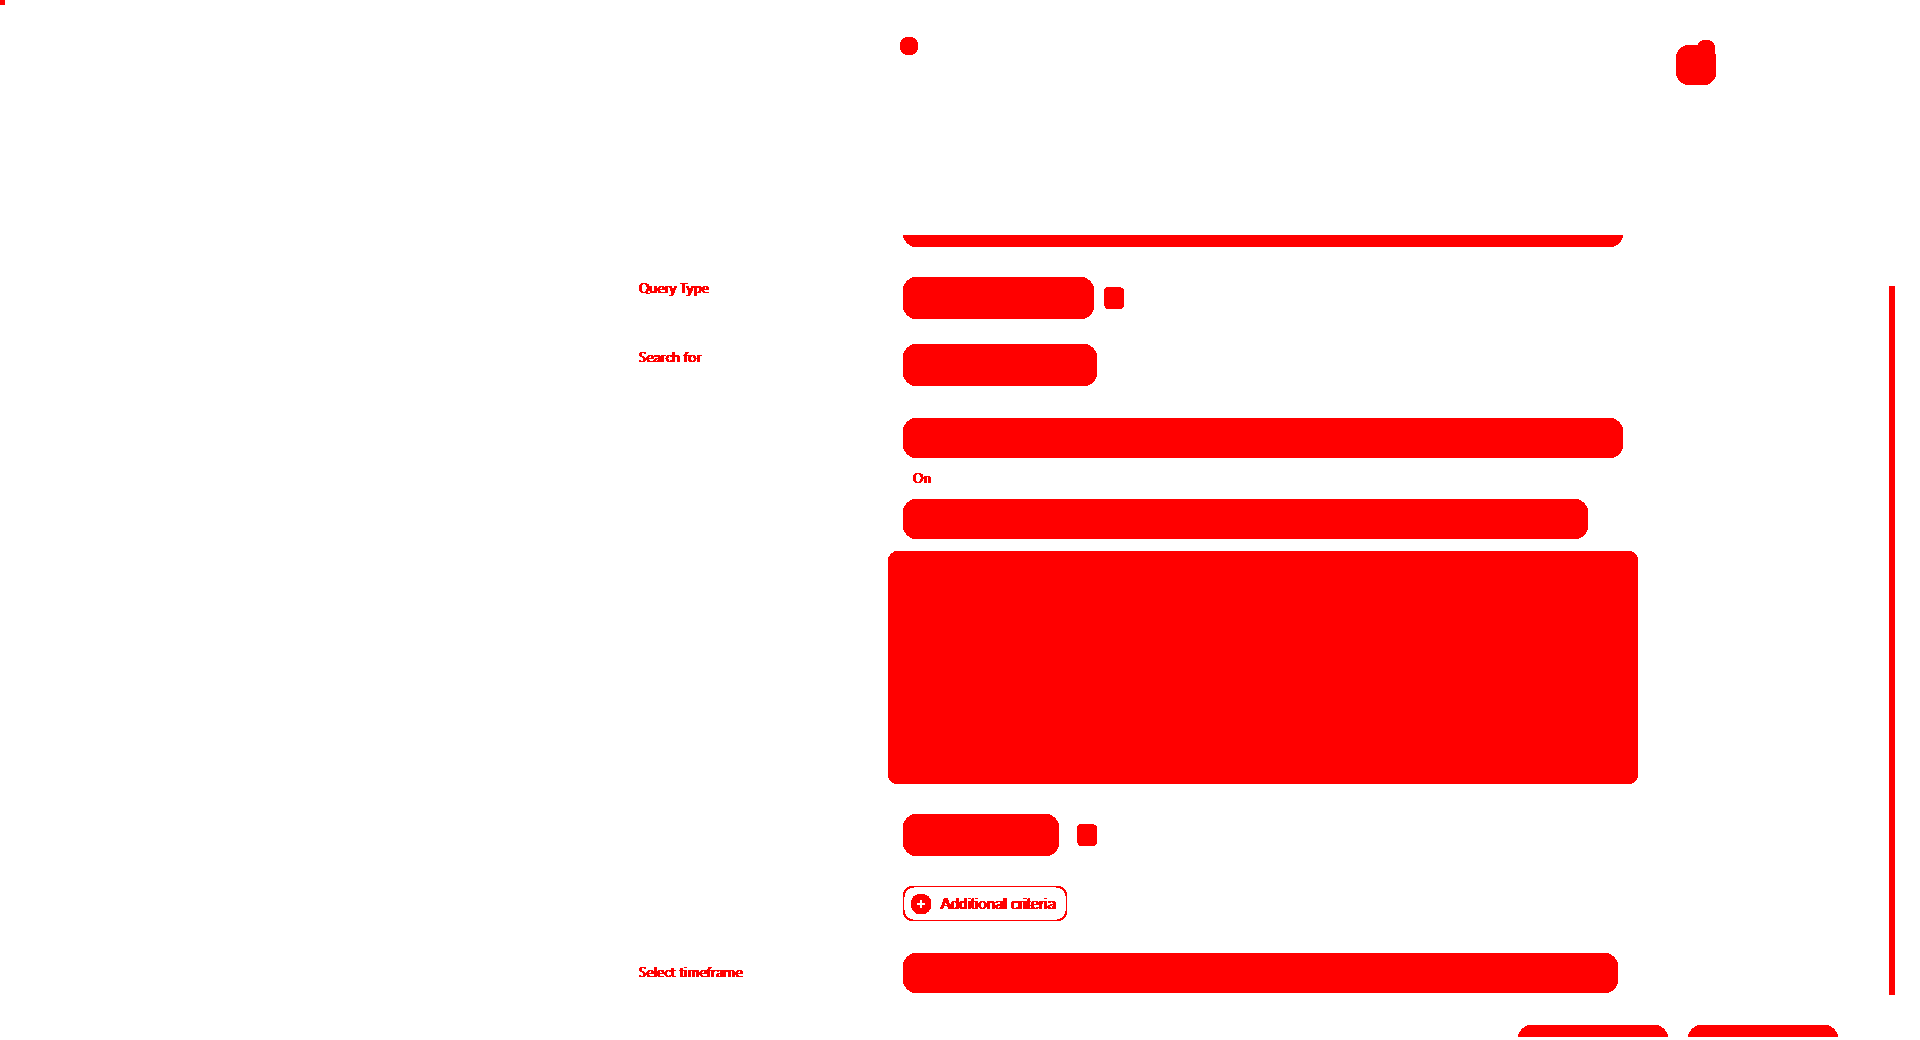 Query Type
Search for
On
Additional criteria
Select timeframe